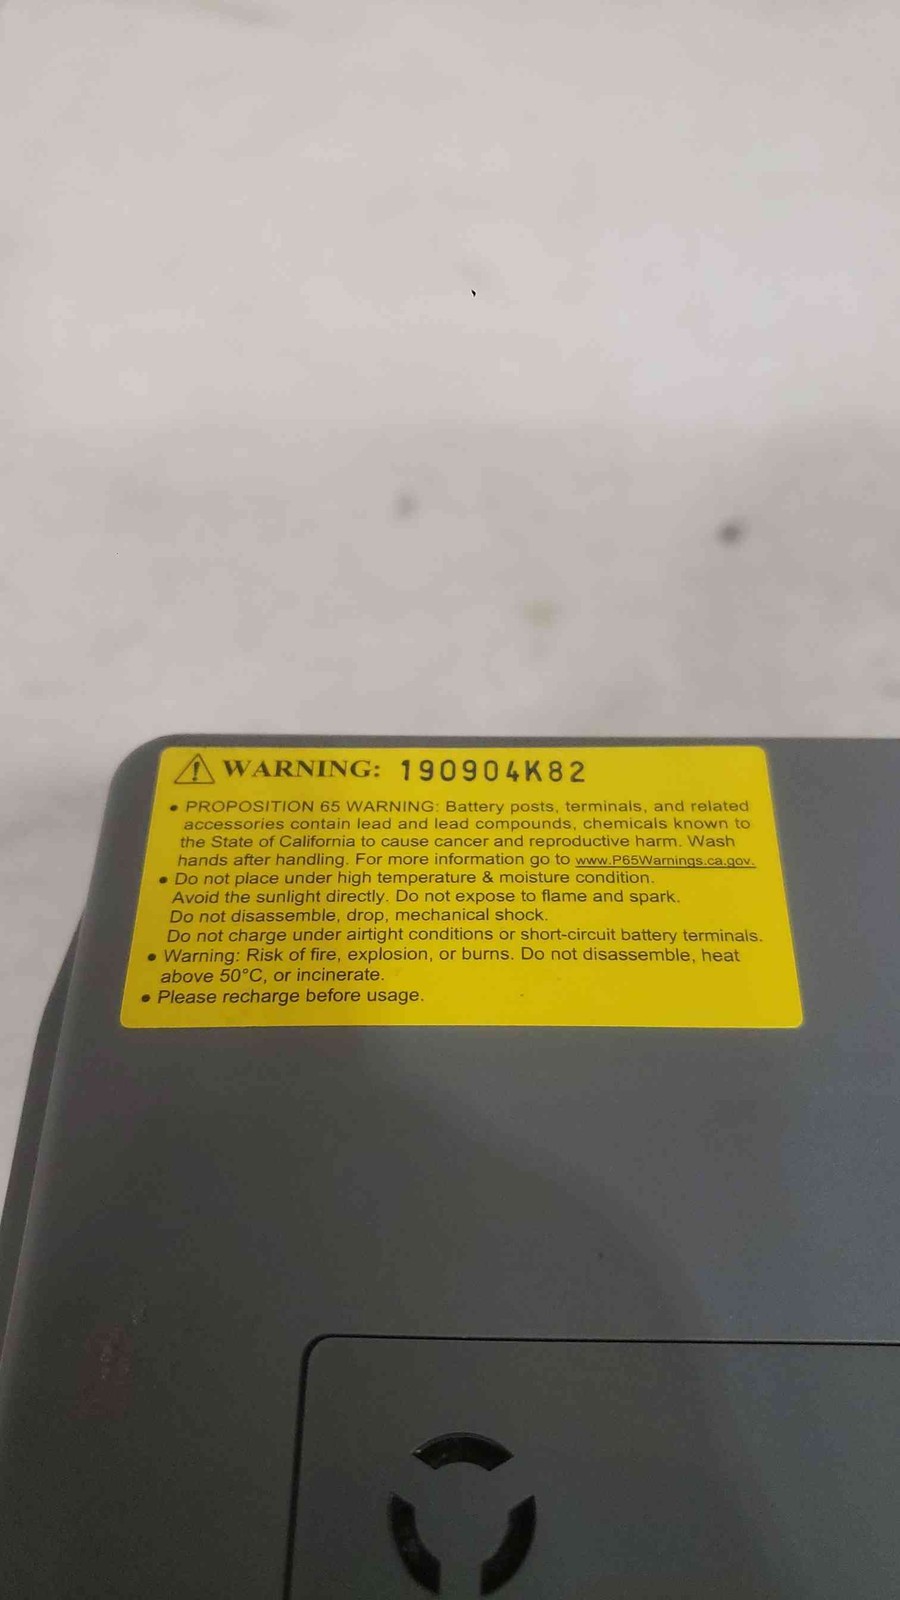 WARNING: 190904K82
• PROPOSITION 65 WARNING: Battery posts, terminals, and related
accessories contain lead and lead compounds, chemicals known to
the State of California to cause cancer and reproductive harm. Wash
hands after handling. For more information go to www.P65Warnings.ca.gov.
• Do not place under high temperature & moisture condition.
Avoid the sunlight directly. Do not expose to flame and spark.
Do not disassemble, drop, mechanical shock.
Do not charge under airtight conditions or short-circuit battery terminals.
• Warning: Risk of fire, explosion, or burns. Do not disassemble, heat
above 50°C, or incinerate.
• Please recharge before usage.